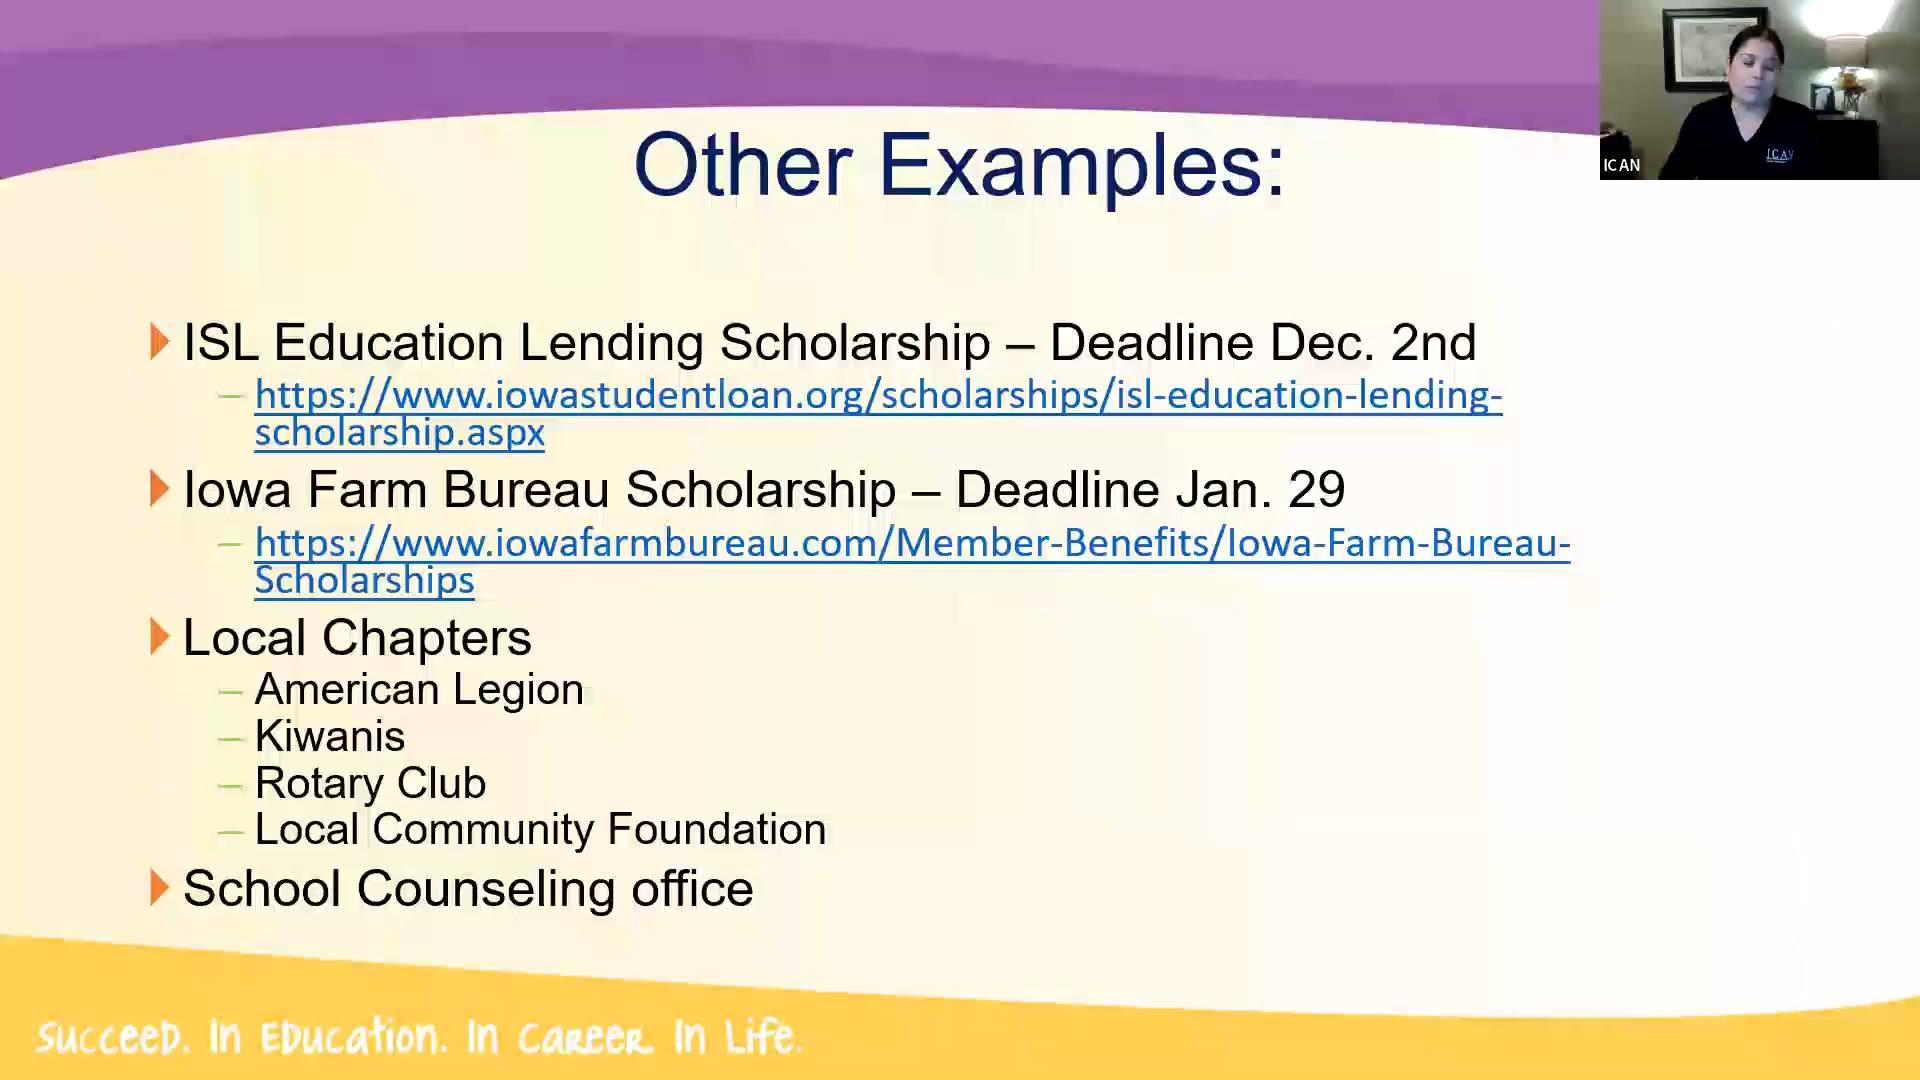 Other Examples:
ICAN
ICAN
ISL Education Lending Scholarship – Deadline Dec. 2nd
– https://www.iowastudentloan.org/scholarships/isl-education-lending-
scholarship.aspx
Iowa Farm Bureau Scholarship – Deadline Jan. 29
– https://www.iowafarmbureau.com/Member-Benefits/Iowa-Farm-Bureau-
Scholarships
Local Chapters
– American Legion
– Kiwanis
– Rotary Club
– Local Community Foundation
School Counseling office
Succeed. In Education. In Career. In Life.